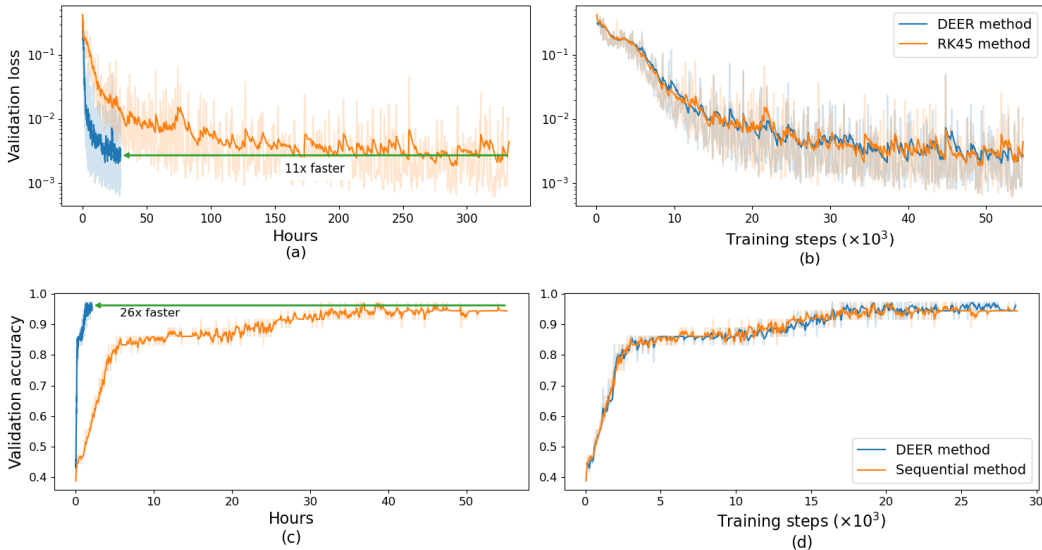 Validation loss
10⁻¹
10⁻²
10⁻³
11x faster
0 50 100 150 200 250 300
Hours
(a)
DEER method
RK45 method
10⁻¹
10⁻²
10⁻³
0 10 20 30 40 50
Training steps (×10³)
(b)
Validation accuracy
1.0
0.9
0.8
0.7
0.6
0.5
0.4
26x faster
0 10 20 30 40 50
Hours
(c)
1.0
0.9
0.8
0.7
0.6
0.5
0.4
DEER method
Sequential method
0 5 10 15 20 25 30
Training steps (×10³)
(d)